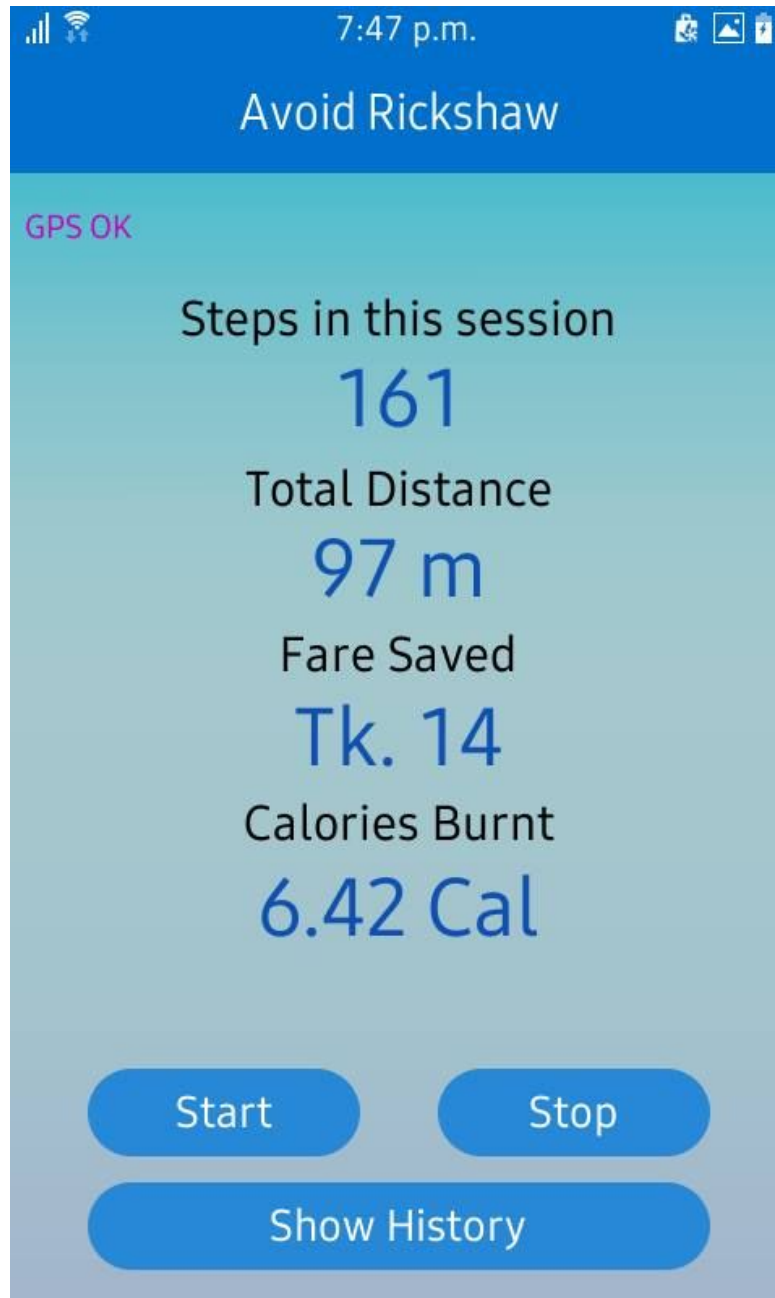 7:47 p.m.
Avoid Rickshaw
GPS OK
Steps in this session
161
Total Distance
97 m
Fare Saved
Tk. 14
Calories Burnt
6.42 Cal
Start Stop
Show History